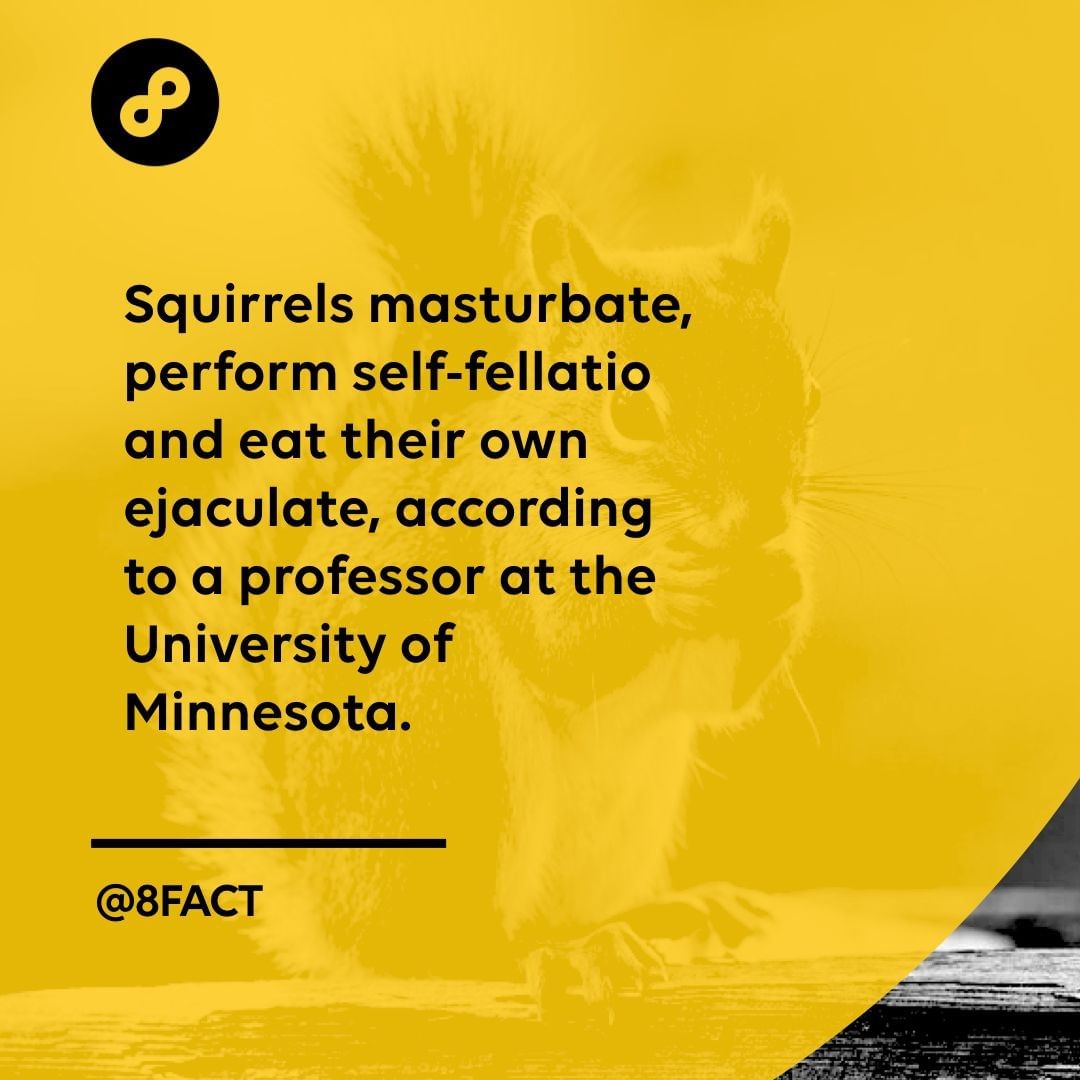 Squirrels masturbate,
perform self-fellatio
and eat their own
ejaculate, according
to a professor at the
University of
Minnesota.
@8FACT